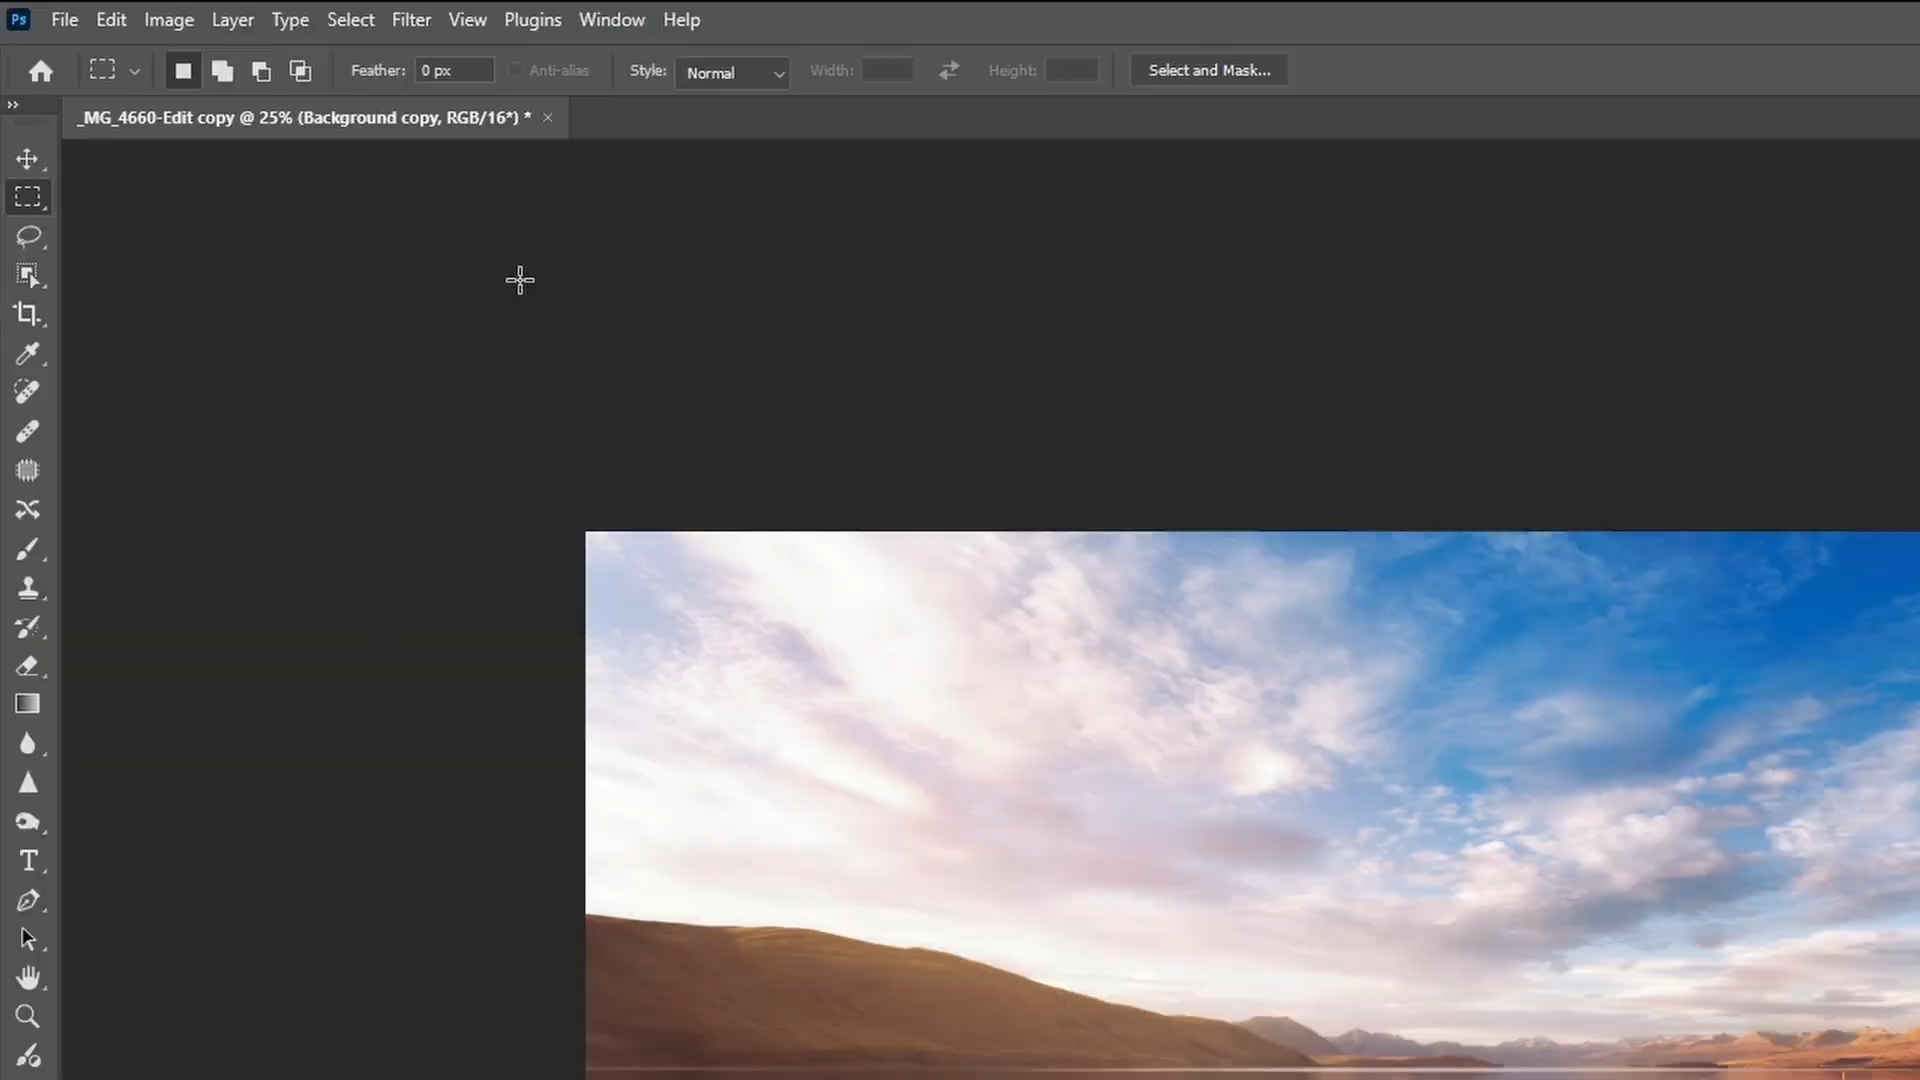 Ps File Edit Image Layer Type Select Filter View Plugins Window Help
Feather: 0 px Anti-alias Style: Normal Width: Height: Select and Mask...
_MG_4660-Edit copy @ 25% (Background copy, RGB/16*) *
T